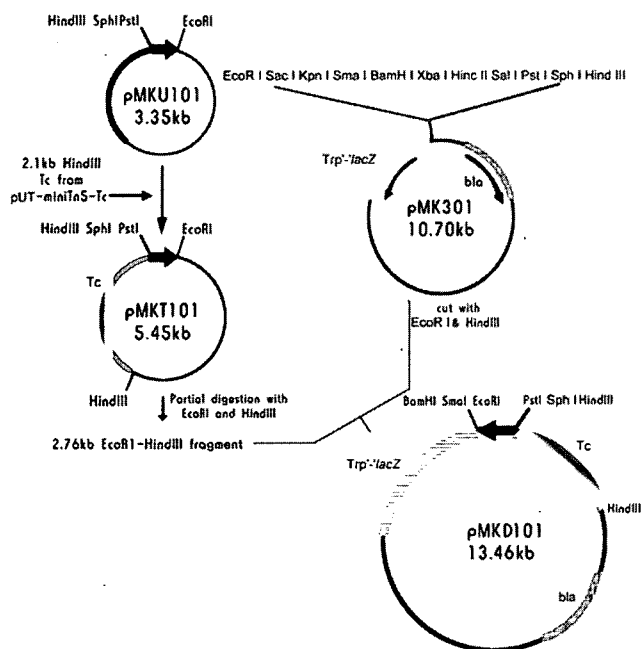 HindIII SphI PstI EcoRI
pMKU101
3.35kb
2.1kb HindIII
Tc from
pUT-miniTn5-Tc
HindIII SphI PstI EcoRI
Tc
pMKT101
5.45kb
HindIII
Partial digestion with
EcoRI and HindIII
2.76kb EcoR1-HindIII fragment
EcoR I Sac I Kpn I Sma I BamH I Xba I Hinc II Sal I Pst I Sph I Hind III
Trp'-'lacZ
bla
pMK301
10.70kb
cut with
EcoR I & HindIII
BamHI SmaI EcoRI PstI Sph I HindIII
Trp'-'lacZ
Tc
HindIII
pMKD101
13.46kb
bla